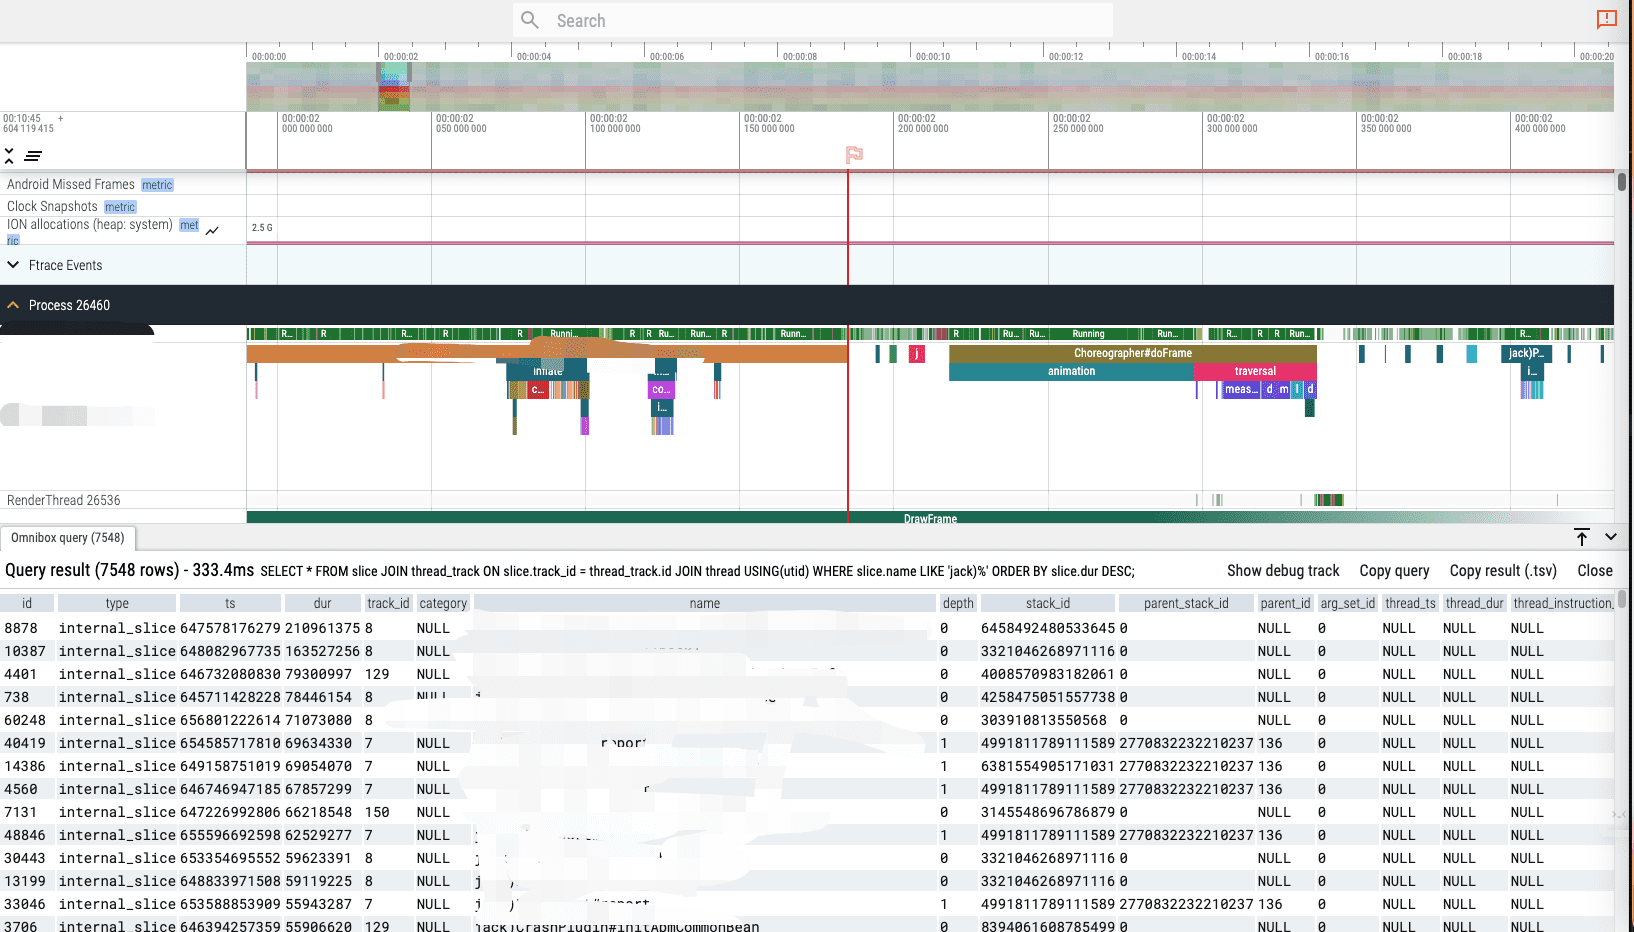 Search
00:00:00 00:00:02 00:00:04 00:00:06 00:00:08 00:00:10 00:00:12 00:00:14 00:00:16 00:00:18 00:00:20
00:10:45 + 00:00:02 00:00:02 00:00:02 00:00:02 00:00:02 00:00:02 00:00:02 00:00:02 00:00:02
604 119 415 000 000 000 050 000 000 100 000 000 150 000 000 200 000 000 250 000 000 300 000 000 350 000 000 400 000 000
Android Missed Frames metric
Clock Snapshots metric
ION allocations (heap: system) met
ric
2.5 G
Ftrace Events
Process 26460
R... R R... R R Runni... R R Ru... Run... R Runn... R Ru... Ru... Running Run... R... R R Run... R...
j Choreographer#doFrame jack)P...
inflate animation traversal i...
c... co... meas... d m l d
i...
RenderThread 26536
DrawFrame
Omnibox query (7548)
Query result (7548 rows) - 333.4ms SELECT * FROM slice JOIN thread_track ON slice.track_id = thread_track.id JOIN thread USING(utid) WHERE slice.name LIKE 'jack)%' ORDER BY slice.dur DESC; Show debug track Copy query Copy result (.tsv) Close
id type ts dur track_id category name depth stack_id parent_stack_id parent_id arg_set_id thread_ts thread_dur thread_instruction_
8878 internal_slice 647578176279 210961375 8 NULL 0 6458492480533645 0 NULL 0 NULL NULL NULL
10387 internal_slice 648082967735 163527256 8 NULL 0 3321046268971116 0 NULL 0 NULL NULL NULL
4401 internal_slice 646732080830 79300997 129 NULL 0 4008570983182061 0 NULL 0 NULL NULL NULL
738 internal_slice 645711428228 78446154 8 NULL 0 4258475051557738 0 NULL 0 NULL NULL NULL
60248 internal_slice 656801222614 71073080 8 0 303910813550568 0 NULL 0 NULL NULL NULL
40419 internal_slice 654585717810 69634330 7 NULL report 1 4991811789111589 2770832232210237 136 0 NULL NULL NULL
14386 internal_slice 649158751019 69054070 7 NULL 1 6381554905171031 2770832232210237 136 0 NULL NULL NULL
4560 internal_slice 646746947185 67857299 7 NULL 1 4991811789111589 2770832232210237 136 0 NULL NULL NULL
7131 internal_slice 647226992806 66218548 150 NULL 0 3145548696786879 0 NULL 0 NULL NULL NULL
48846 internal_slice 655596692598 62529277 7 NULL 1 4991811789111589 2770832232210237 136 0 NULL NULL NULL
30443 internal_slice 653354695552 59623391 8 NULL 0 3321046268971116 0 NULL 0 NULL NULL NULL
13199 internal_slice 648833971508 59119225 8 NULL 0 3321046268971116 0 NULL 0 NULL NULL NULL
33046 internal_slice 653588853909 55943287 7 NULL 1 4991811789111589 2770832232210237 136 0 NULL NULL NULL
3706 internal_slice 646394257359 55906620 129 NULL jack)CrashPlugin#initApmCommonBean 0 8394061608785499 0 NULL 0 NULL NULL NULL